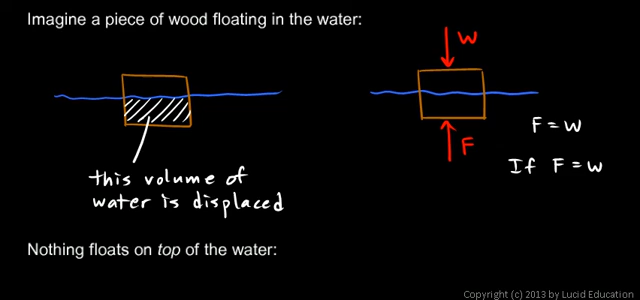 Imagine a piece of wood floating in the water:
W
F
F = W
If F = W
this volume of
water is displaced
Nothing floats on top of the water:
Copyright (c) 2013 by Lucid Education